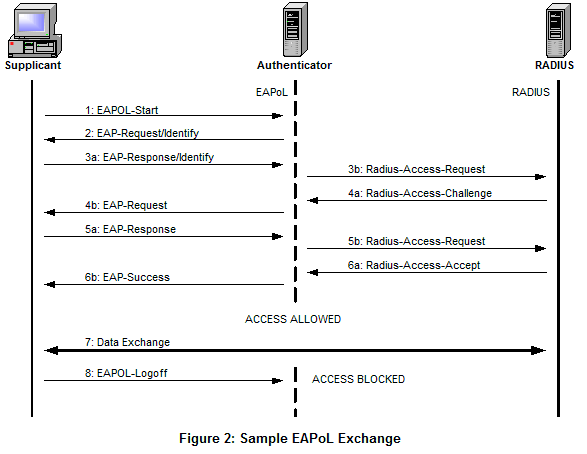 Supplicant
Authenticator
RADIUS
EAPoL
RADIUS
1: EAPOL-Start
2: EAP-Request/Identify
3a: EAP-Response/Identify
3b: Radius-Access-Request
4a: Radius-Access-Challenge
4b: EAP-Request
5a: EAP-Response
5b: Radius-Access-Request
6a: Radius-Access-Accept
6b: EAP-Success
ACCESS ALLOWED
7: Data Exchange
8: EAPOL-Logoff
ACCESS BLOCKED
Figure 2: Sample EAPoL Exchange